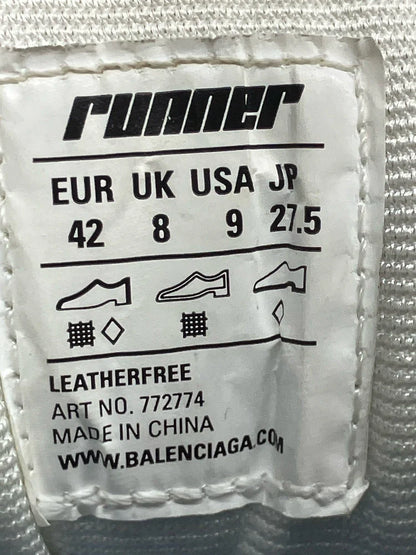 runner
EUR UK USA JP
42 8 9 27.5
LEATHERFREE
ART NO. 772774
MADE IN CHINA
WWW.BALENCIAGA.COM